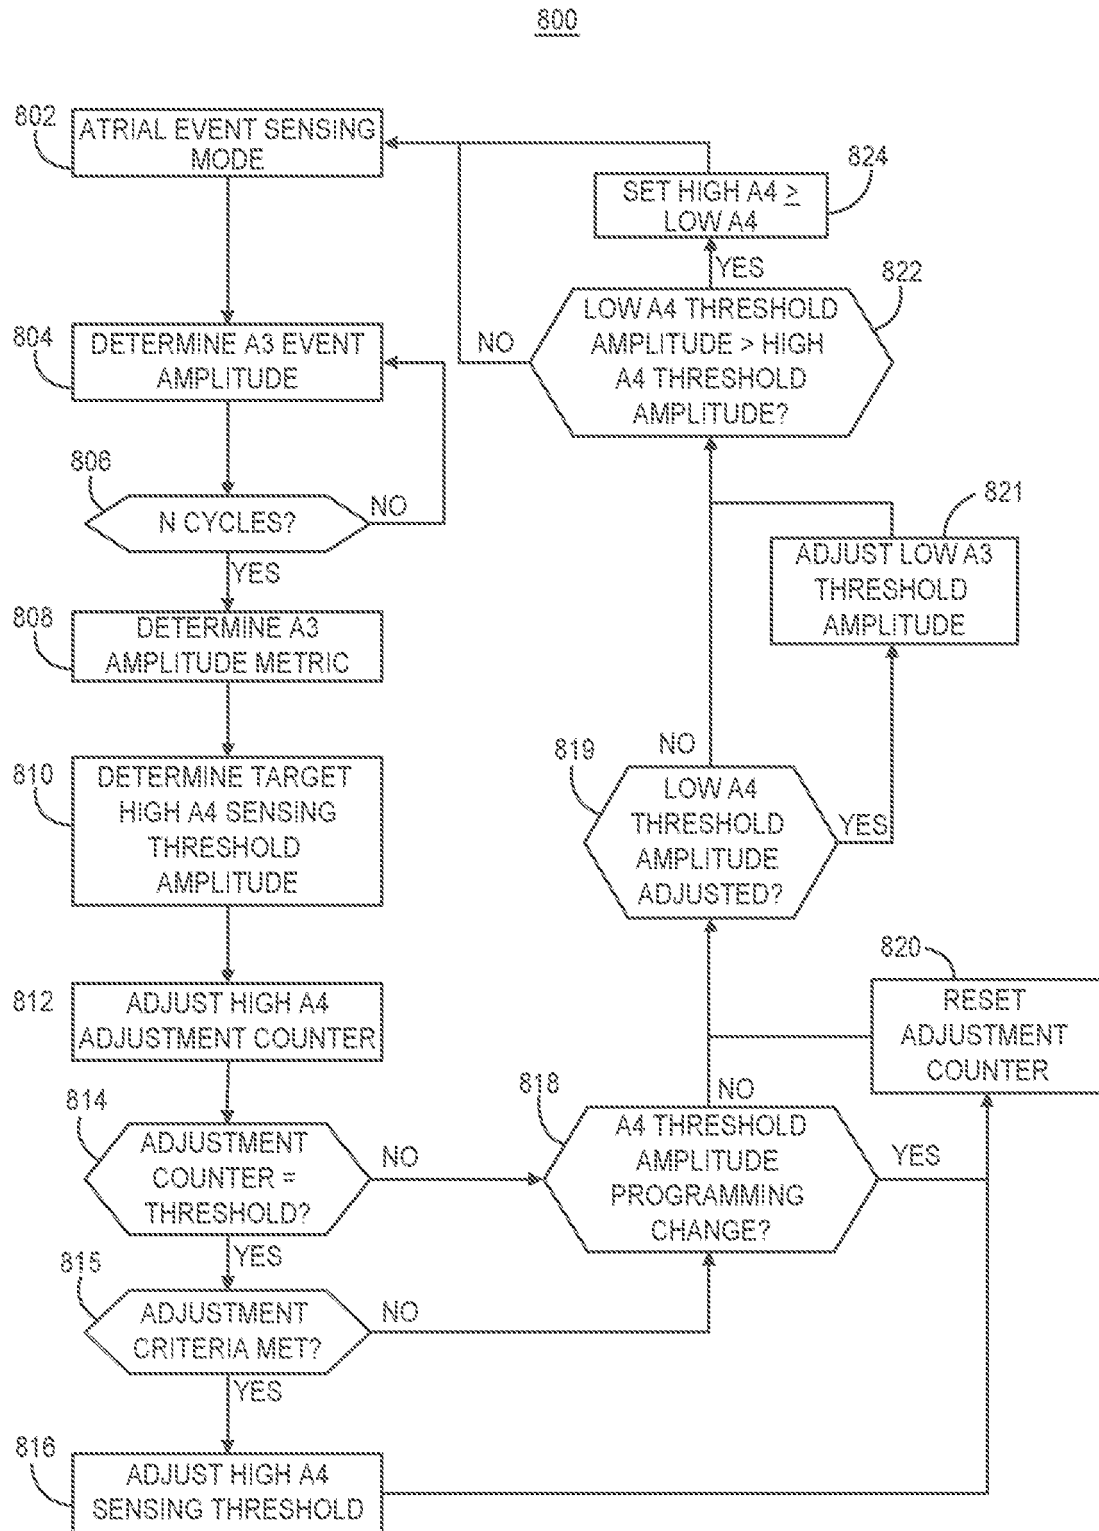 800
802
ATRIAL EVENT SENSING
MODE
804
DETERMINE A3 EVENT
AMPLITUDE
806
N CYCLES?
NO
YES
808
DETERMINE A3
AMPLITUDE METRIC
810
DETERMINE TARGET
HIGH A4 SENSING
THRESHOLD
AMPLITUDE
812
ADJUST HIGH A4
ADJUSTMENT COUNTER
814
ADJUSTMENT
COUNTER =
THRESHOLD?
NO
YES
815
ADJUSTMENT
CRITERIA MET?
NO
YES
816
ADJUST HIGH A4
SENSING THRESHOLD
818
A4 THRESHOLD
AMPLITUDE
PROGRAMMING
CHANGE?
YES
NO
820
RESET
ADJUSTMENT
COUNTER
819
LOW A4
THRESHOLD
AMPLITUDE
ADJUSTED?
YES
NO
821
ADJUST LOW A3
THRESHOLD
AMPLITUDE
822
LOW A4 THRESHOLD
AMPLITUDE > HIGH
A4 THRESHOLD
AMPLITUDE?
NO
YES
824
SET HIGH A4 ≥
LOW A4